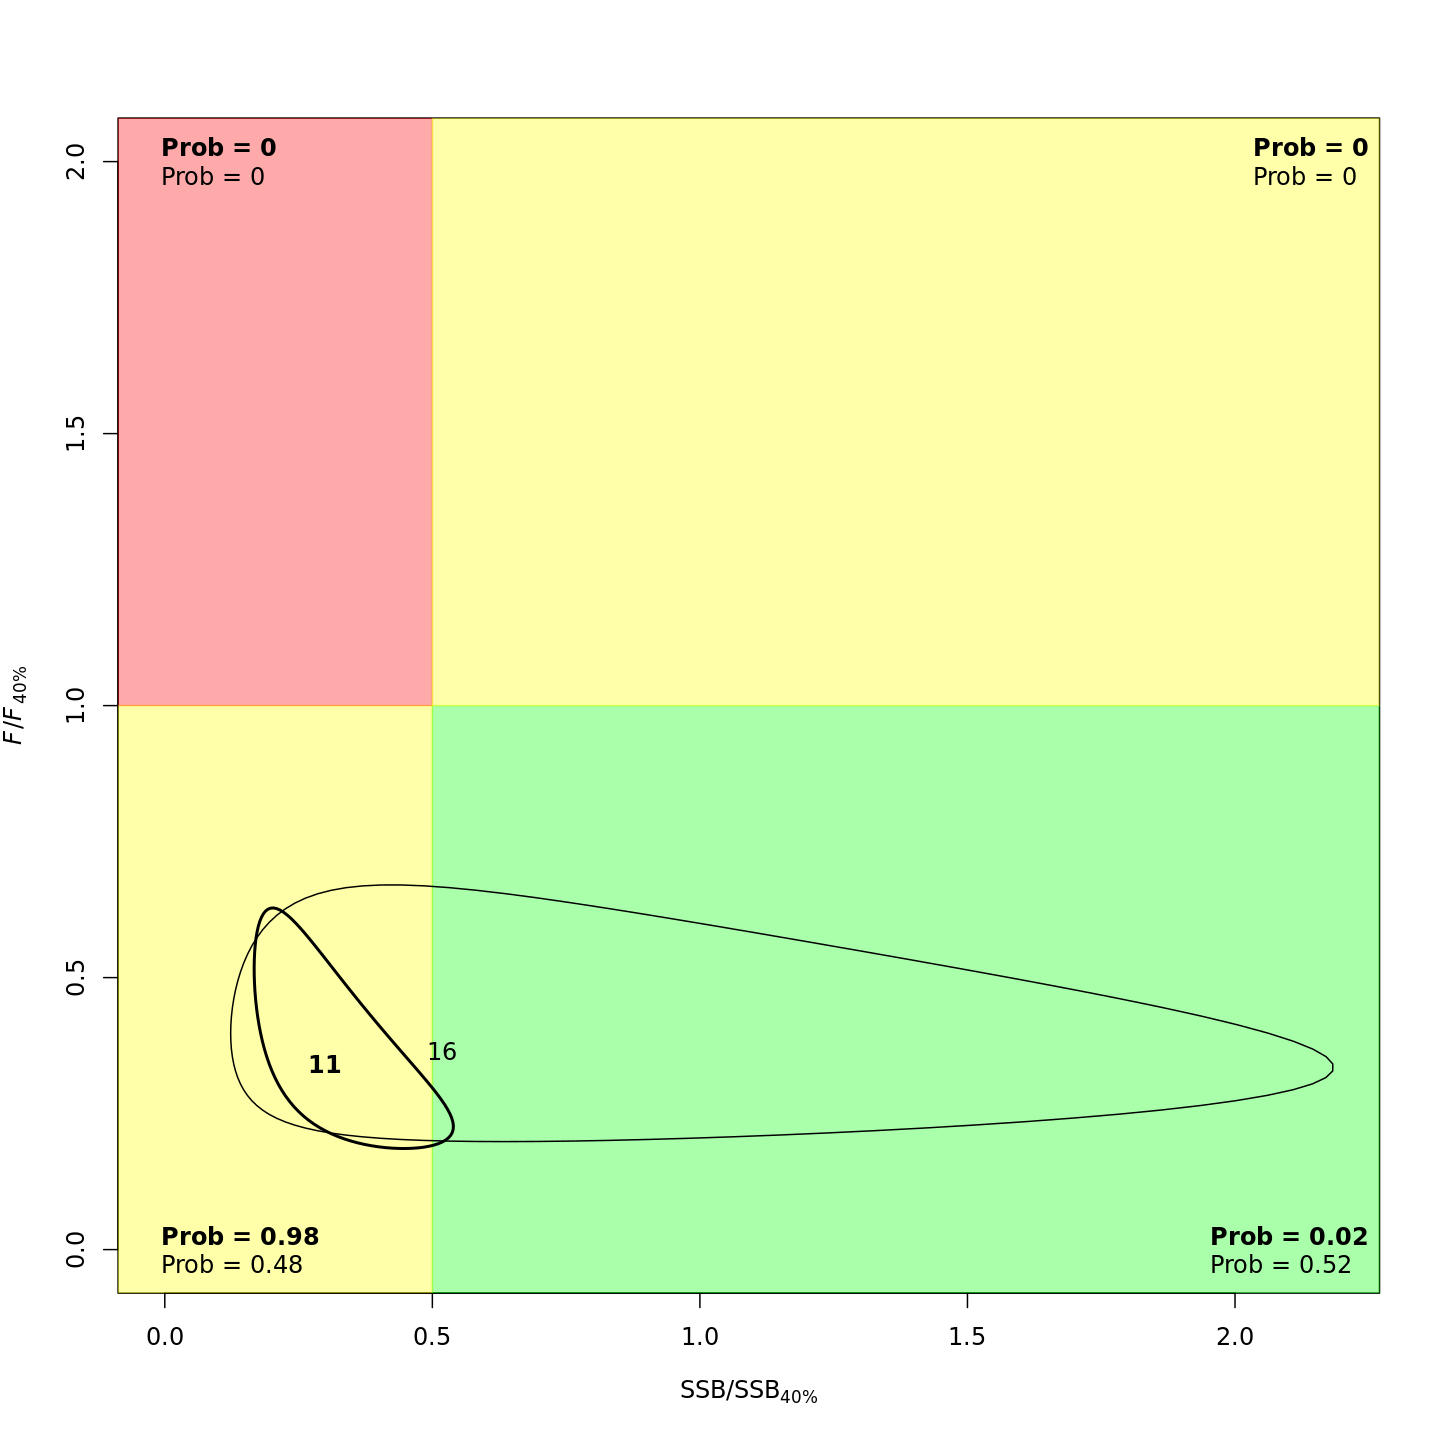 Prob = 0
Prob = 0
Prob = 0
Prob = 0
2.0
1.5
1.0
0.5
0.0
F/F40%
11
16
Prob = 0.98
Prob = 0.48
Prob = 0.02
Prob = 0.52
0.0 0.5 1.0 1.5 2.0
SSB/SSB40%